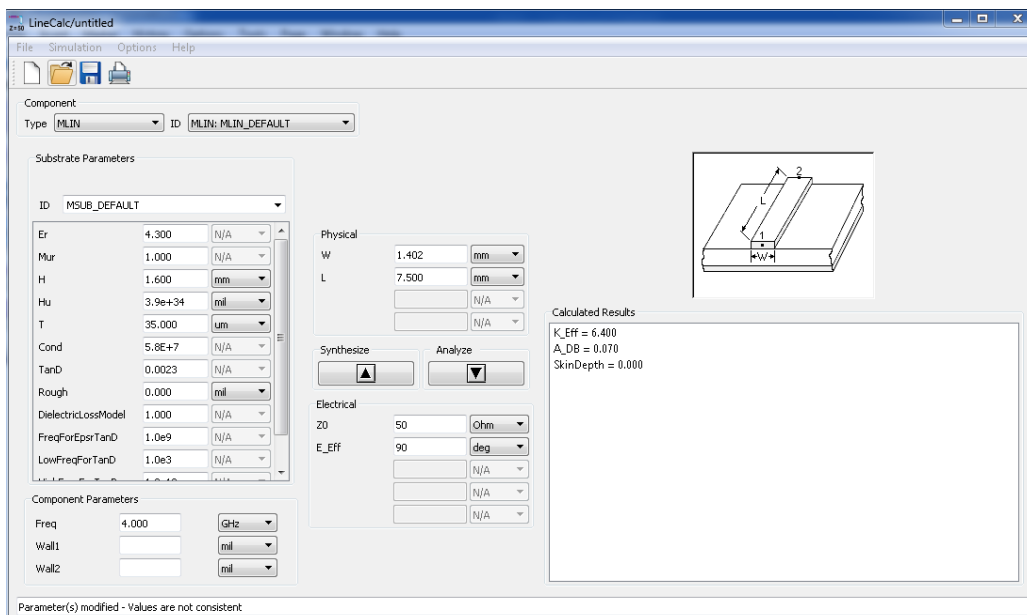 Z=50 LineCalc/untitled
File Simulation Options Help
Component
Type MLIN ID MLIN: MLIN_DEFAULT
Substrate Parameters
ID MSUB_DEFAULT
Er 4.300 N/A
Mur 1.000 N/A
H 1.600 mm
Hu 3.9e+34 mil
T 35.000 um
Cond 5.8E+7 N/A
TanD 0.0023 N/A
Rough 0.000 mil
DielectricLossModel 1.000 N/A
FreqForEpsrTanD 1.0e9 N/A
LowFreqForTanD 1.0e3 N/A
Component Parameters
Freq 4.000 GHz
Wall1 mil
Wall2 mil
Physical
W 1.402 mm
L 7.500 mm
N/A
N/A
Synthesize Analyze
Electrical
Z0 50 Ohm
E_Eff 90 deg
N/A
N/A
N/A
2
L
1
W
Calculated Results
K_Eff = 6.400
A_DB = 0.070
SkinDepth = 0.000
Parameter(s) modified - Values are not consistent